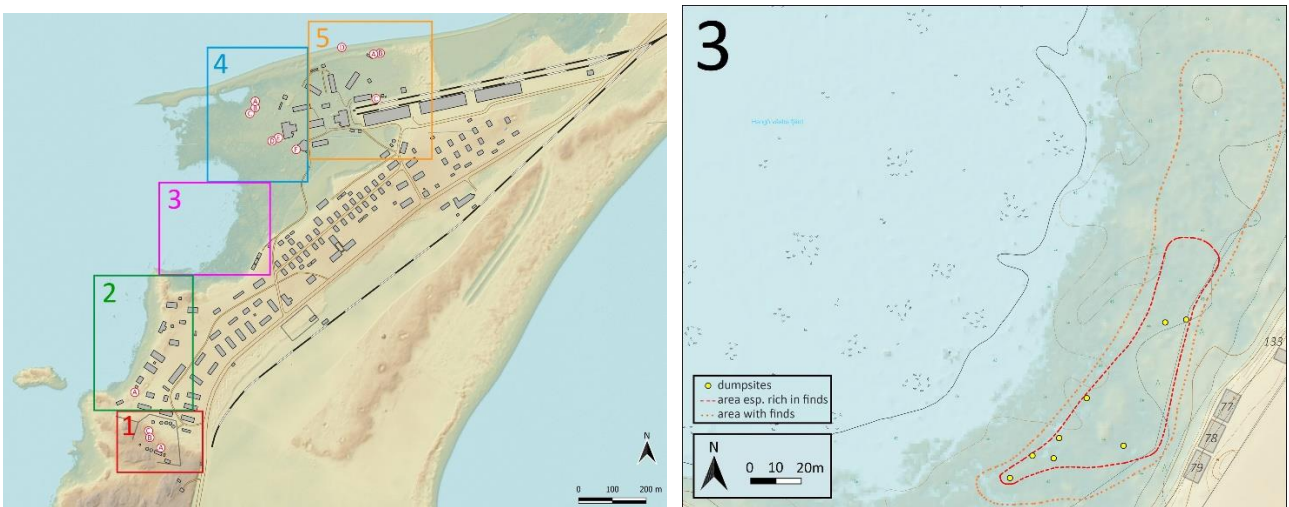 5
D
A
B
4
A
B
C
C
D
E
F
3
2
A
1
C
B
A
N
0 100 200 m
3
133
77
78
79
dumpsites
area esp. rich in finds
area with finds
N
0 10 20m